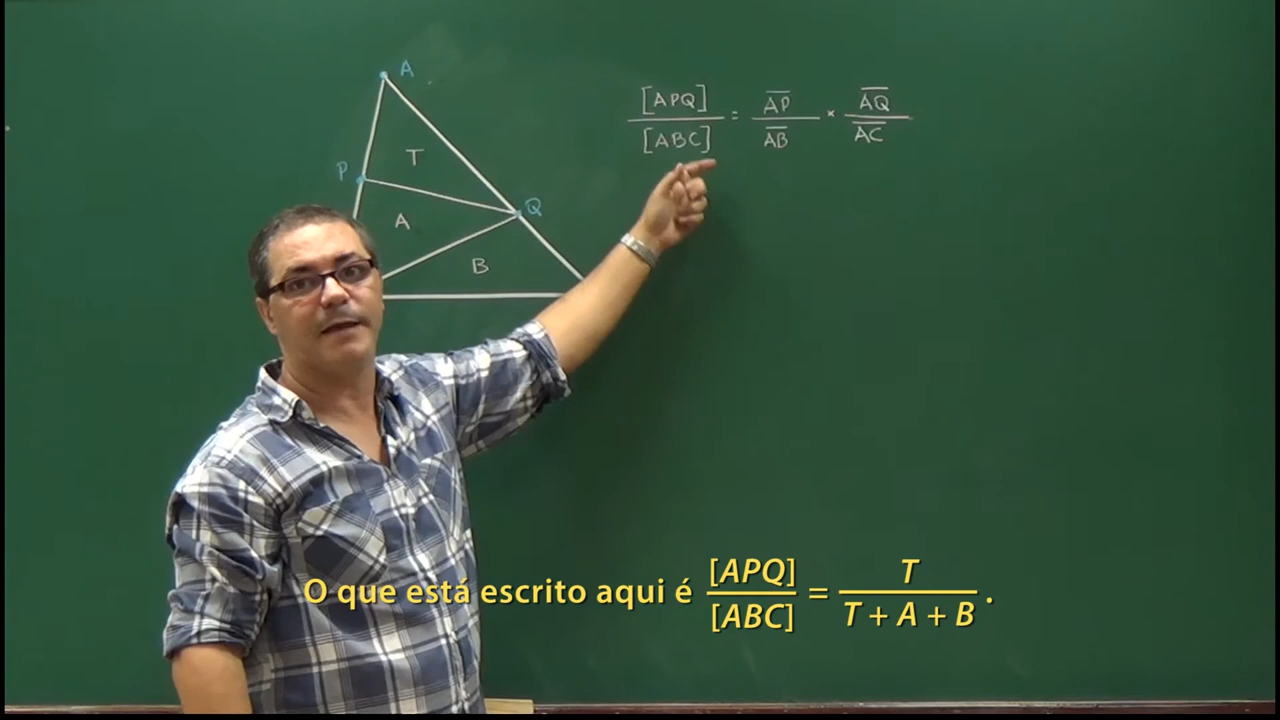 A
P
T
Q
A
B
[APQ] / [ABC] = AP̅ / AB̅ × AQ̅ / AC̅
O que está escrito aqui é [APQ] / [ABC] = T / T + A + B .